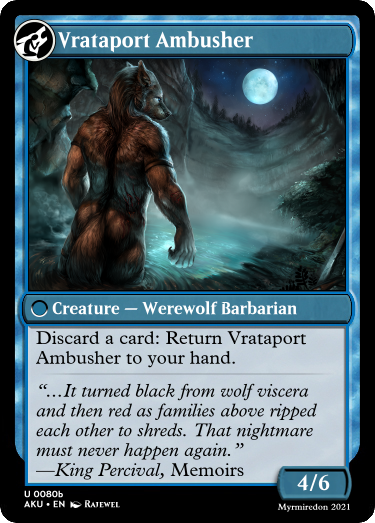 Vrataport Ambusher
Creature — Werewolf Barbarian
Discard a card: Return Vrataport
Ambusher to your hand.
“…It turned black from wolf viscera
and then red as families above ripped
each other to shreds. That nightmare
must never happen again.”
—King Percival, Memoirs
4/6
U 0080b
AKU • EN Rajewel
Myrmiredon 2021